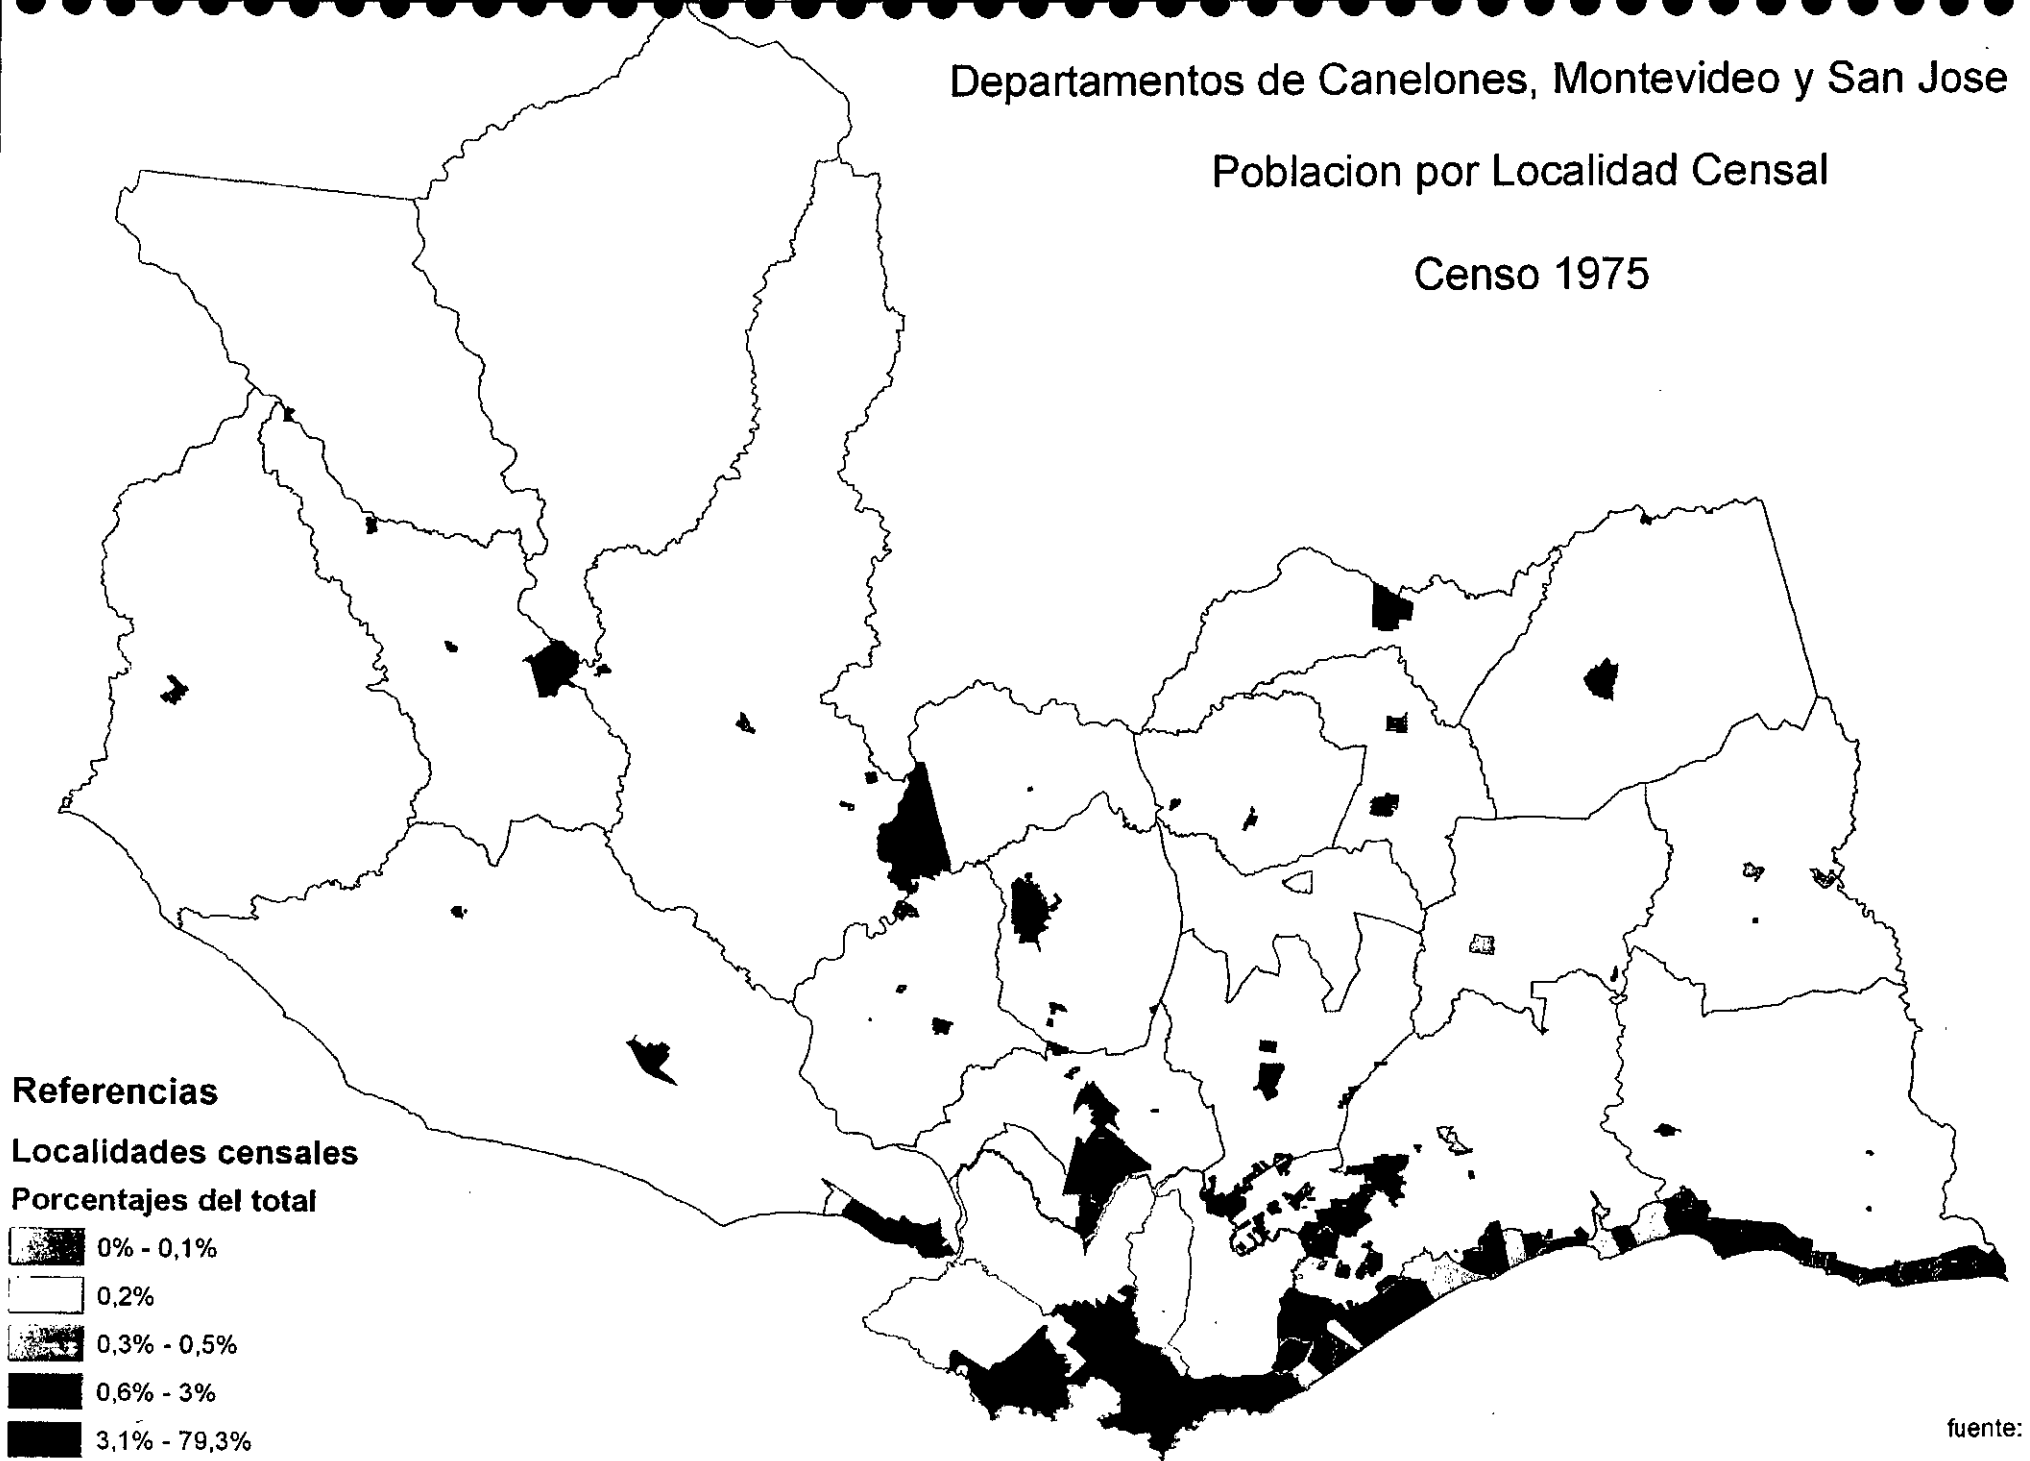 Departamentos de Canelones, Montevideo y San Jose
Poblacion por Localidad Censal
Censo 1975
Referencias
Localidades censales
Porcentajes del total
0% - 0,1%
0,2%
0,3% - 0,5%
0,6% - 3%
3,1% - 79,3%
fuente: